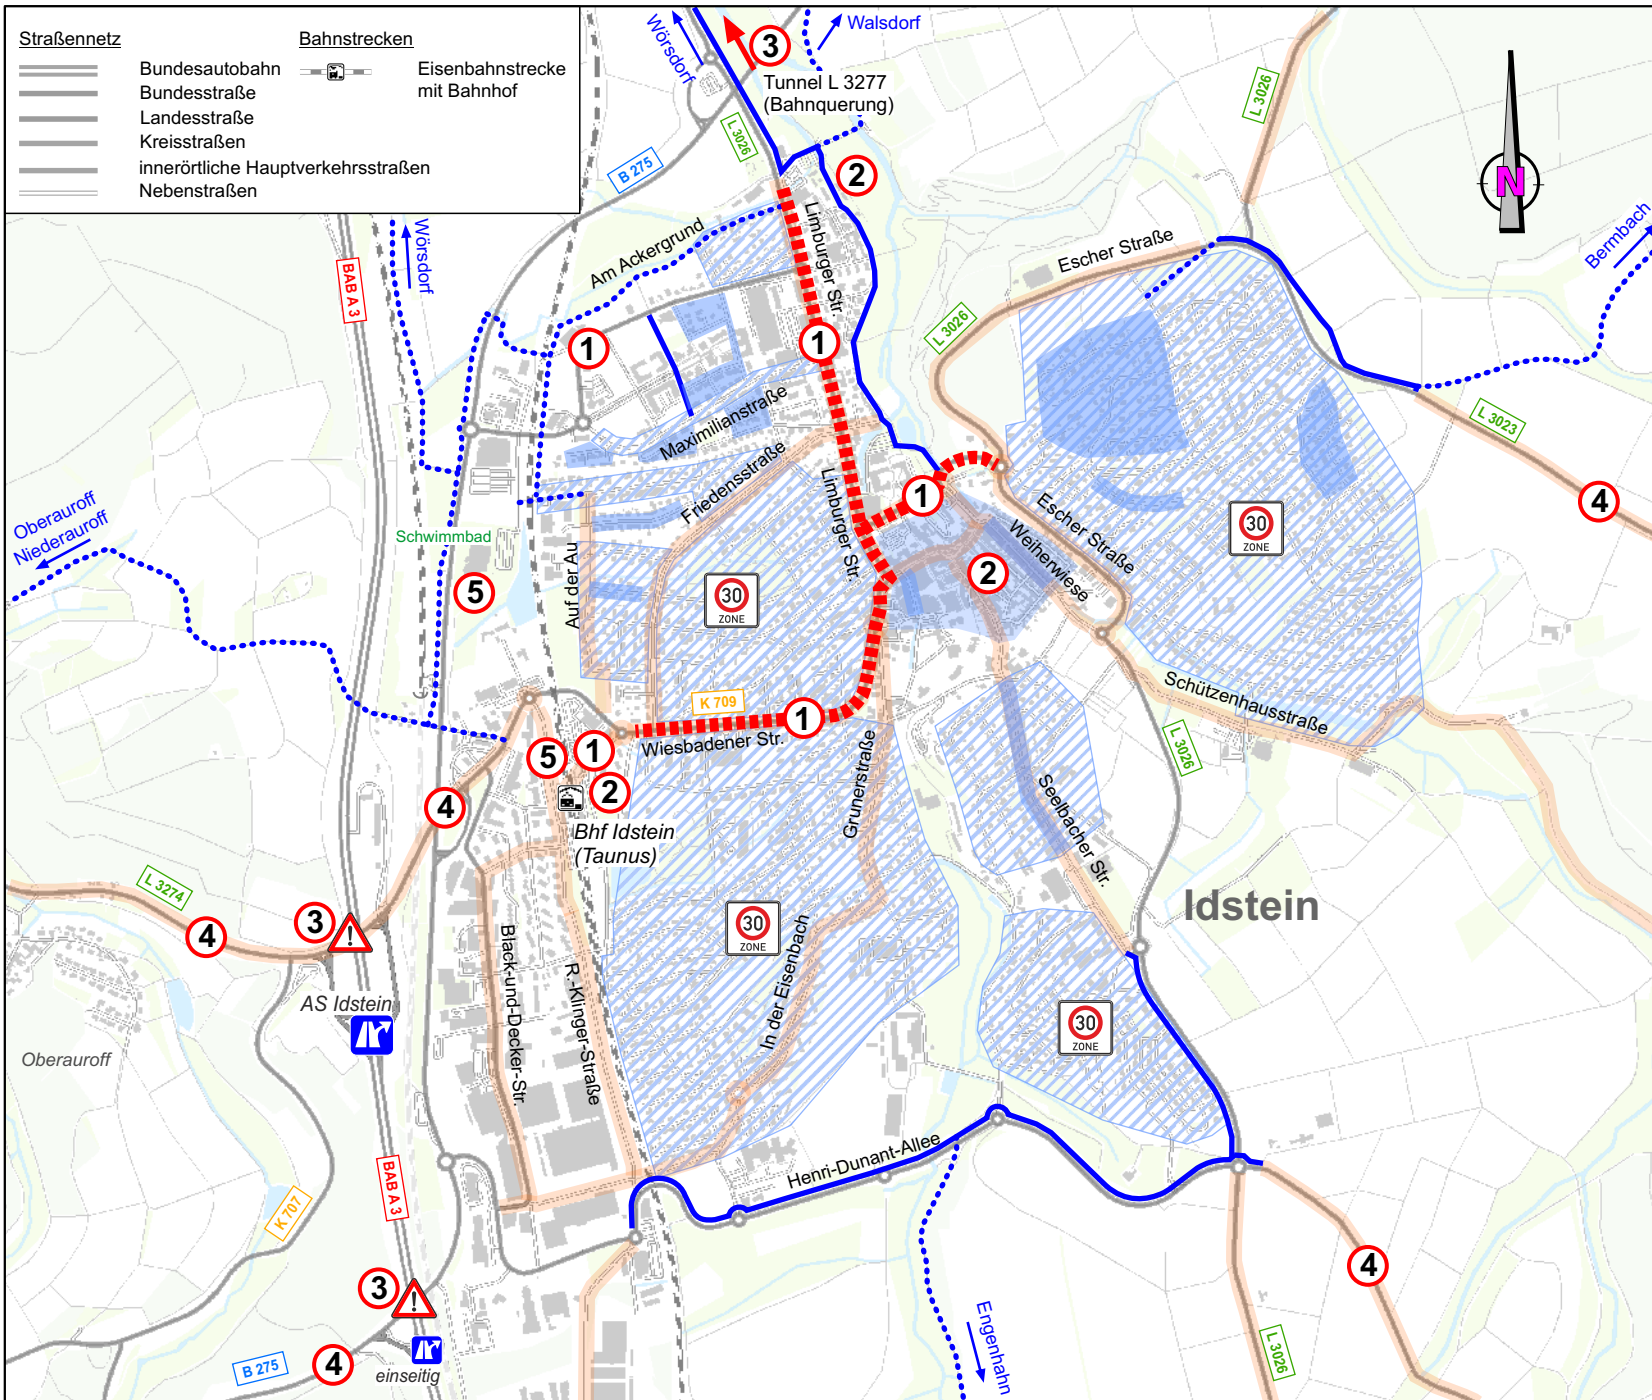 Straßennetz
Bahnstrecken
Bundesautobahn
Bundesstraße
Landesstraße
Kreisstraßen
innerörtliche Hauptverkehrsstraßen
Nebenstraßen
Eisenbahnstrecke
mit Bahnhof
Wörsdorf
3
Walsdorf
Tunnel L 3277
(Bahnquerung)
L 3026
L 3026
N
B 275
2
Wörsdorf
Am Ackergrund
Limburger Str.
Escher Straße
Bermbach
BAB A 3
L 3026
1
1
Maximilianstraße
L 3023
Friedensstraße
Limburger Str.
1
4
Oberauroff
Niederauroff
Schwimmbad
Escher Straße
Weiherwiese
30
ZONE
Auf der Au
5
30
ZONE
2
K 709
1
Wiesbadener Str.
Schützenhausstraße
L 3026
5
1
2
4
Bhf Idstein
(Taunus)
Grunerstraße
Seelbacher Str.
L 3274
Idstein
3
4
30
ZONE
AS Idstein
Black-und-Decker-Str.
R.-Klinger-Straße
In der Eisenbach
30
ZONE
Oberauroff
Henri-Dunant-Allee
BAB A 3
K 707
3
4
Engenhahn
L 3026
B 275
4
einseitig